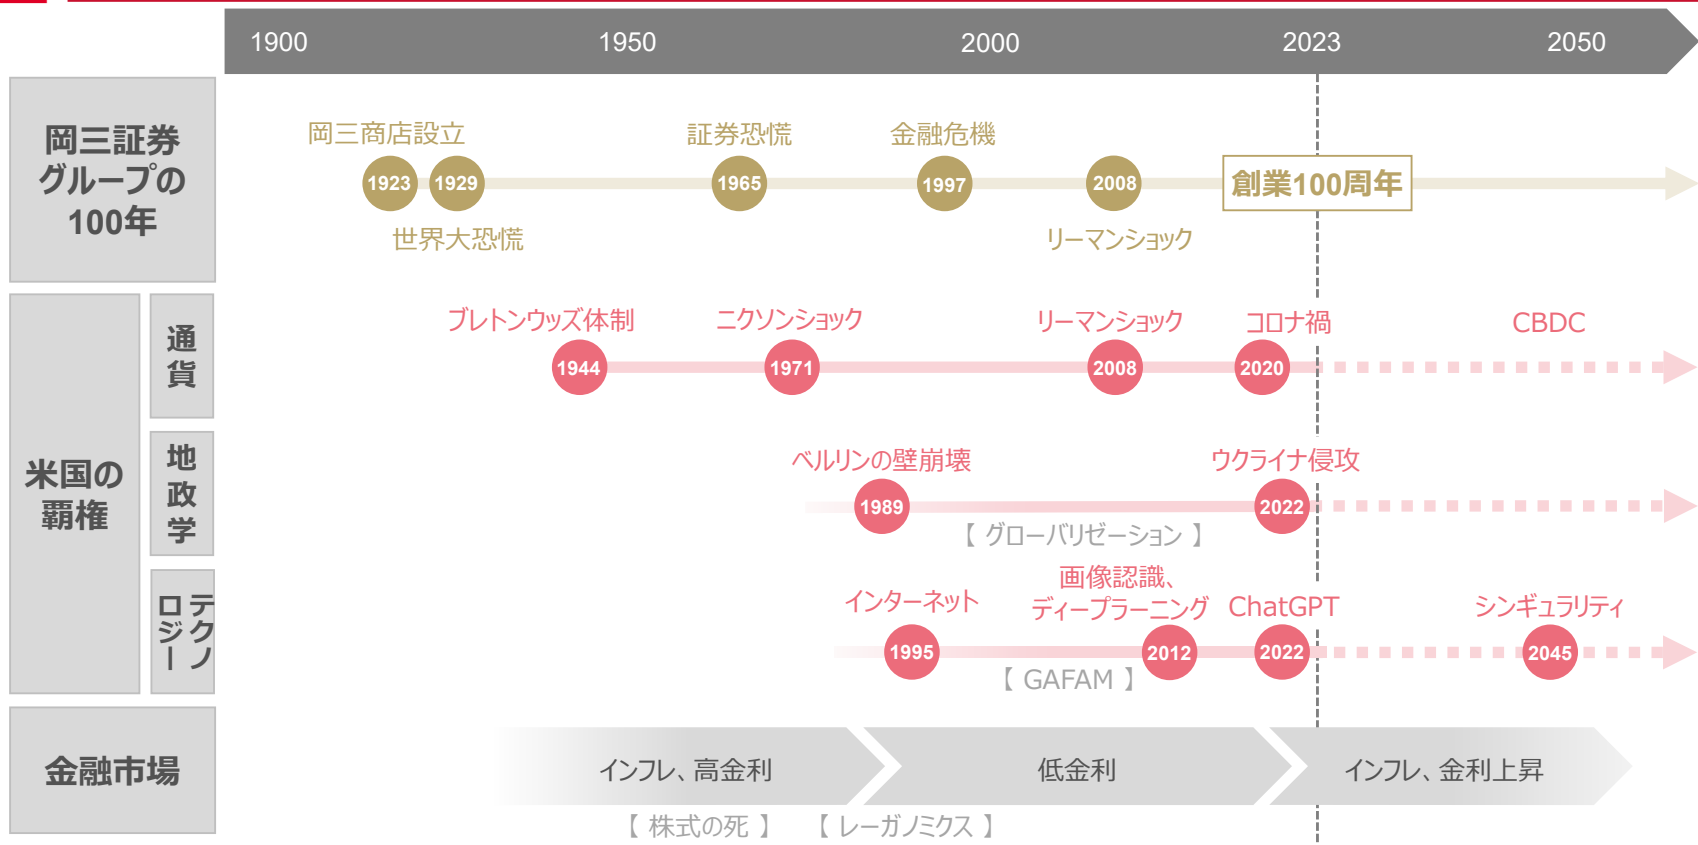 1900 1950 2000 2023 2050
岡三証券
グループの
100年
岡三商店設立 証券恐慌 金融危機
1923 1929 1965 1997 2008 創業100周年
世界大恐慌 リーマンショック
米国の
覇権
通貨
ブレトンウッズ体制 ニクソンショック リーマンショック コロナ禍 CBDC
1944 1971 2008 2020
地政学
ベルリンの壁崩壊 ウクライナ侵攻
1989 2022
【 グローバリゼーション 】
テクノ
ロジー
画像認識、
インターネット ディープラーニング ChatGPT シンギュラリティ
1995 2012 2022 2045
【 GAFAM 】
金融市場
インフレ、高金利 低金利 インフレ、金利上昇
【 株式の死 】 【 レーガノミクス 】